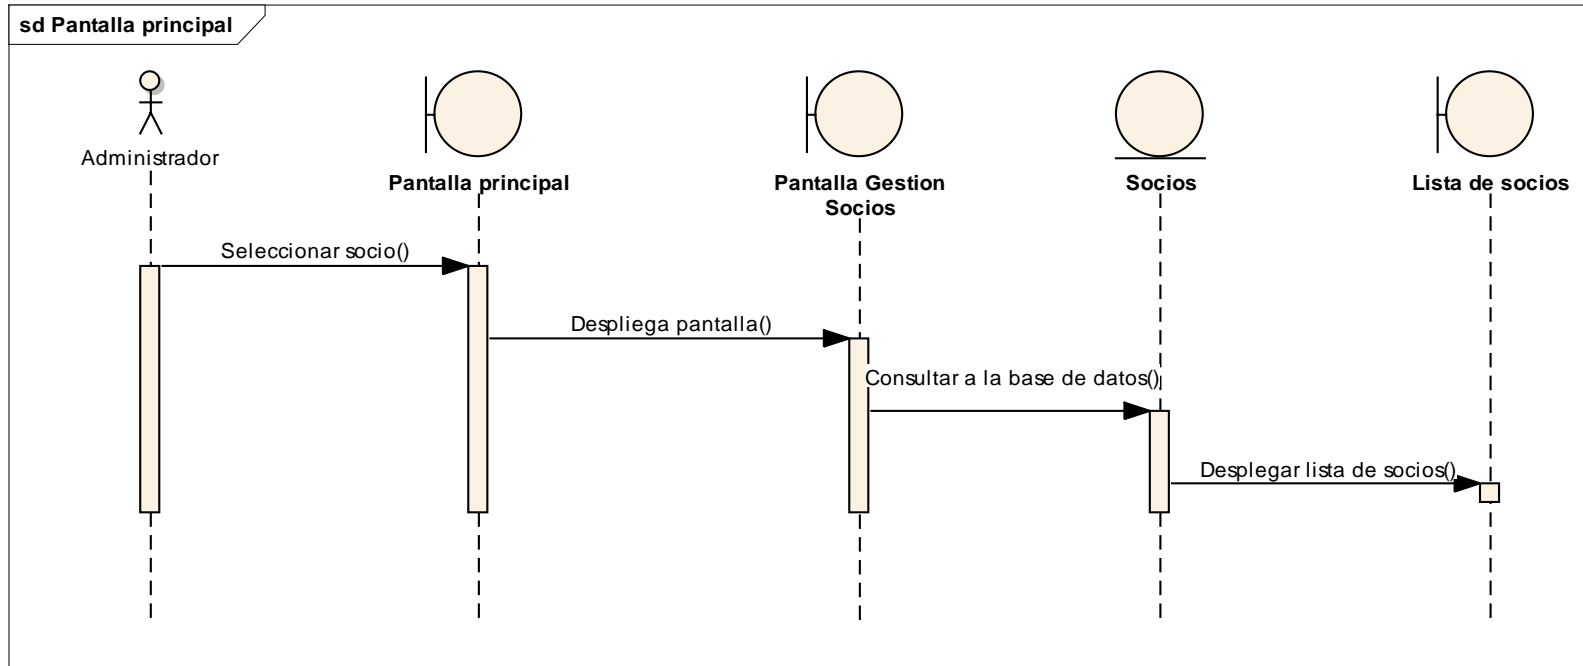 sd Pantalla principal
Administrador
Pantalla principal
Pantalla Gestion
Socios
Socios
Lista de socios
Seleccionar socio()
Despliega pantalla()
Consultar a la base de datos()
Desplegar lista de socios()